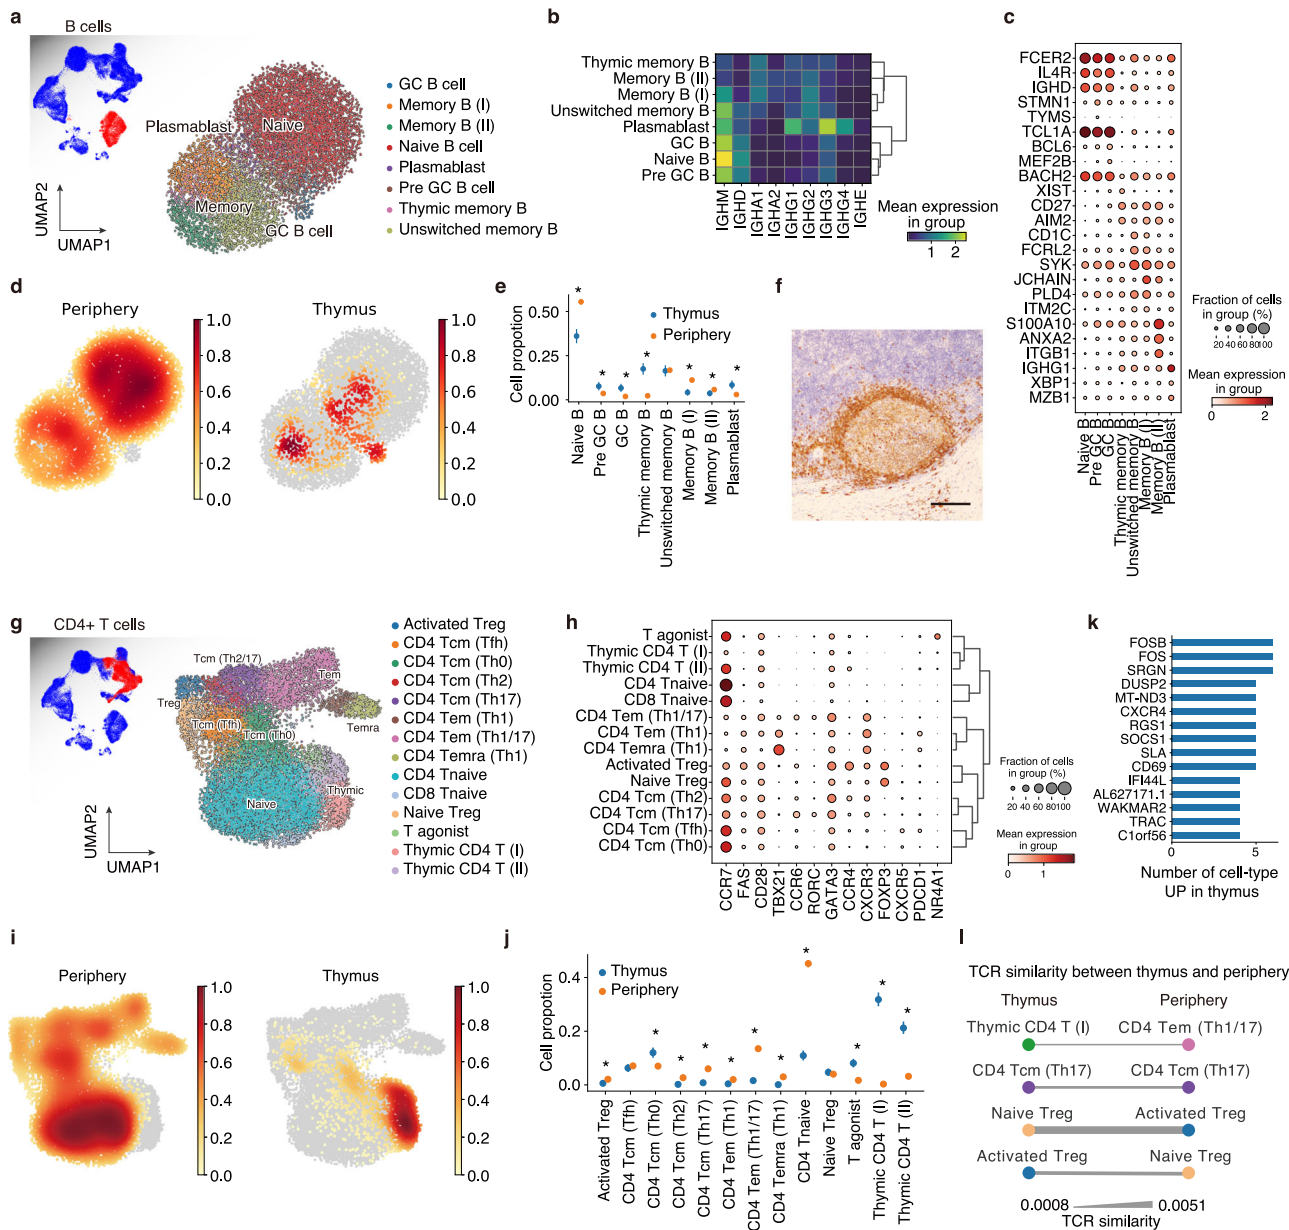 a
B cells
UMAP2
UMAP1
Plasmablast
Naive
Memory
GC B cell
GC B cell
Memory B (I)
Memory B (II)
Naive B cell
Plasmablast
Pre GC B cell
Thymic memory B
Unswitched memory B
b
Thymic memory B
Memory B (II)
Memory B (I)
Unswitched memory B
Plasmablast
GC B
Naive B
Pre GC B
IGHM
IGHD
IGHA1
IGHA2
IGHG1
IGHG2
IGHG3
IGHG4
IGHE
Mean expression
in group
1 2
c
FCER2
IL4R
IGHD
STMN1
TYMS
TCL1A
BCL6
MEF2B
BACH2
XIST
CD27
AIM2
CD1C
FCRL2
SYK
JCHAIN
PLD4
ITM2C
S100A10
ANXA2
ITGB1
IGHG1
XBP1
MZB1
Naive B
Pre GC B
GC B
Thymic memory B
Unswitched memory B
Memory B (I)
Memory B (II)
Plasmablast
Fraction of cells
in group (%)
20 40 60 80 100
Mean expression
in group
0 2
d
Periphery
1.0
0.8
0.6
0.4
0.2
0.0
Thymus
1.0
0.8
0.6
0.4
0.2
0.0
e
Cell proportion
0.50
0.25
0.00
Thymus
Periphery
* * * * * * *
Naive B
Pre GC B
GC B
Thymic memory B
Unswitched memory B
Memory B (I)
Memory B (II)
Plasmablast
f
g
CD4+ T cells
UMAP2
UMAP1
Tcm (Th2/17)
Tem
Treg
Tcm (Tfh)
Tcm (Th0)
Temra
Naive
Thymic
Activated Treg
CD4 Tcm (Tfh)
CD4 Tcm (Th0)
CD4 Tcm (Th2)
CD4 Tcm (Th17)
CD4 Tem (Th1)
CD4 Tem (Th1/17)
CD4 Temra (Th1)
CD4 Tnaive
CD8 Tnaive
Naive Treg
T agonist
Thymic CD4 T (I)
Thymic CD4 T (II)
h
T agonist
Thymic CD4 T (I)
Thymic CD4 T (II)
CD4 Tnaive
CD8 Tnaive
CD4 Tem (Th1/17)
CD4 Tem (Th1)
CD4 Temra (Th1)
Activated Treg
Naive Treg
CD4 Tcm (Th2)
CD4 Tcm (Th17)
CD4 Tcm (Tfh)
CD4 Tcm (Th0)
CCR7
FAS
CD28
TBX21
CCR6
RORC
GATA3
CCR4
CXCR3
FOXP3
CXCR5
PDCD1
NR4A1
Fraction of cells
in group (%)
20 40 60 80100
Mean expression
in group
0 1
k
FOSB
FOS
SRGN
DUSP2
MT-ND3
CXCR4
RGS1
SOCS1
SLA
CD69
IFI44L
AL627171.1
WAKMAR2
TRAC
C1orf56
0 5
Number of cell-type
UP in thymus
i
Periphery
1.0
0.8
0.6
0.4
0.2
0.0
Thymus
1.0
0.8
0.6
0.4
0.2
0.0
j
Cell proportion
0.4
0.2
0.0
Thymus
Periphery
* * * * * * * * * * *
Activated Treg
CD4 Tcm (Tfh)
CD4 Tcm (Th0)
CD4 Tcm (Th2)
CD4 Tcm (Th17)
CD4 Tem (Th1)
CD4 Tem (Th1/17)
CD4 Temra (Th1)
CD4 Tnaive
Naive Treg
T agonist
Thymic CD4 T (I)
Thymic CD4 T (II)
l
TCR similarity between thymus and periphery
Thymus Periphery
Thymic CD4 T (I) CD4 Tem (Th1/17)
CD4 Tcm (Th17) CD4 Tcm (Th17)
Naive Treg Activated Treg
Activated Treg Naive Treg
0.0008 0.0051
TCR similarity